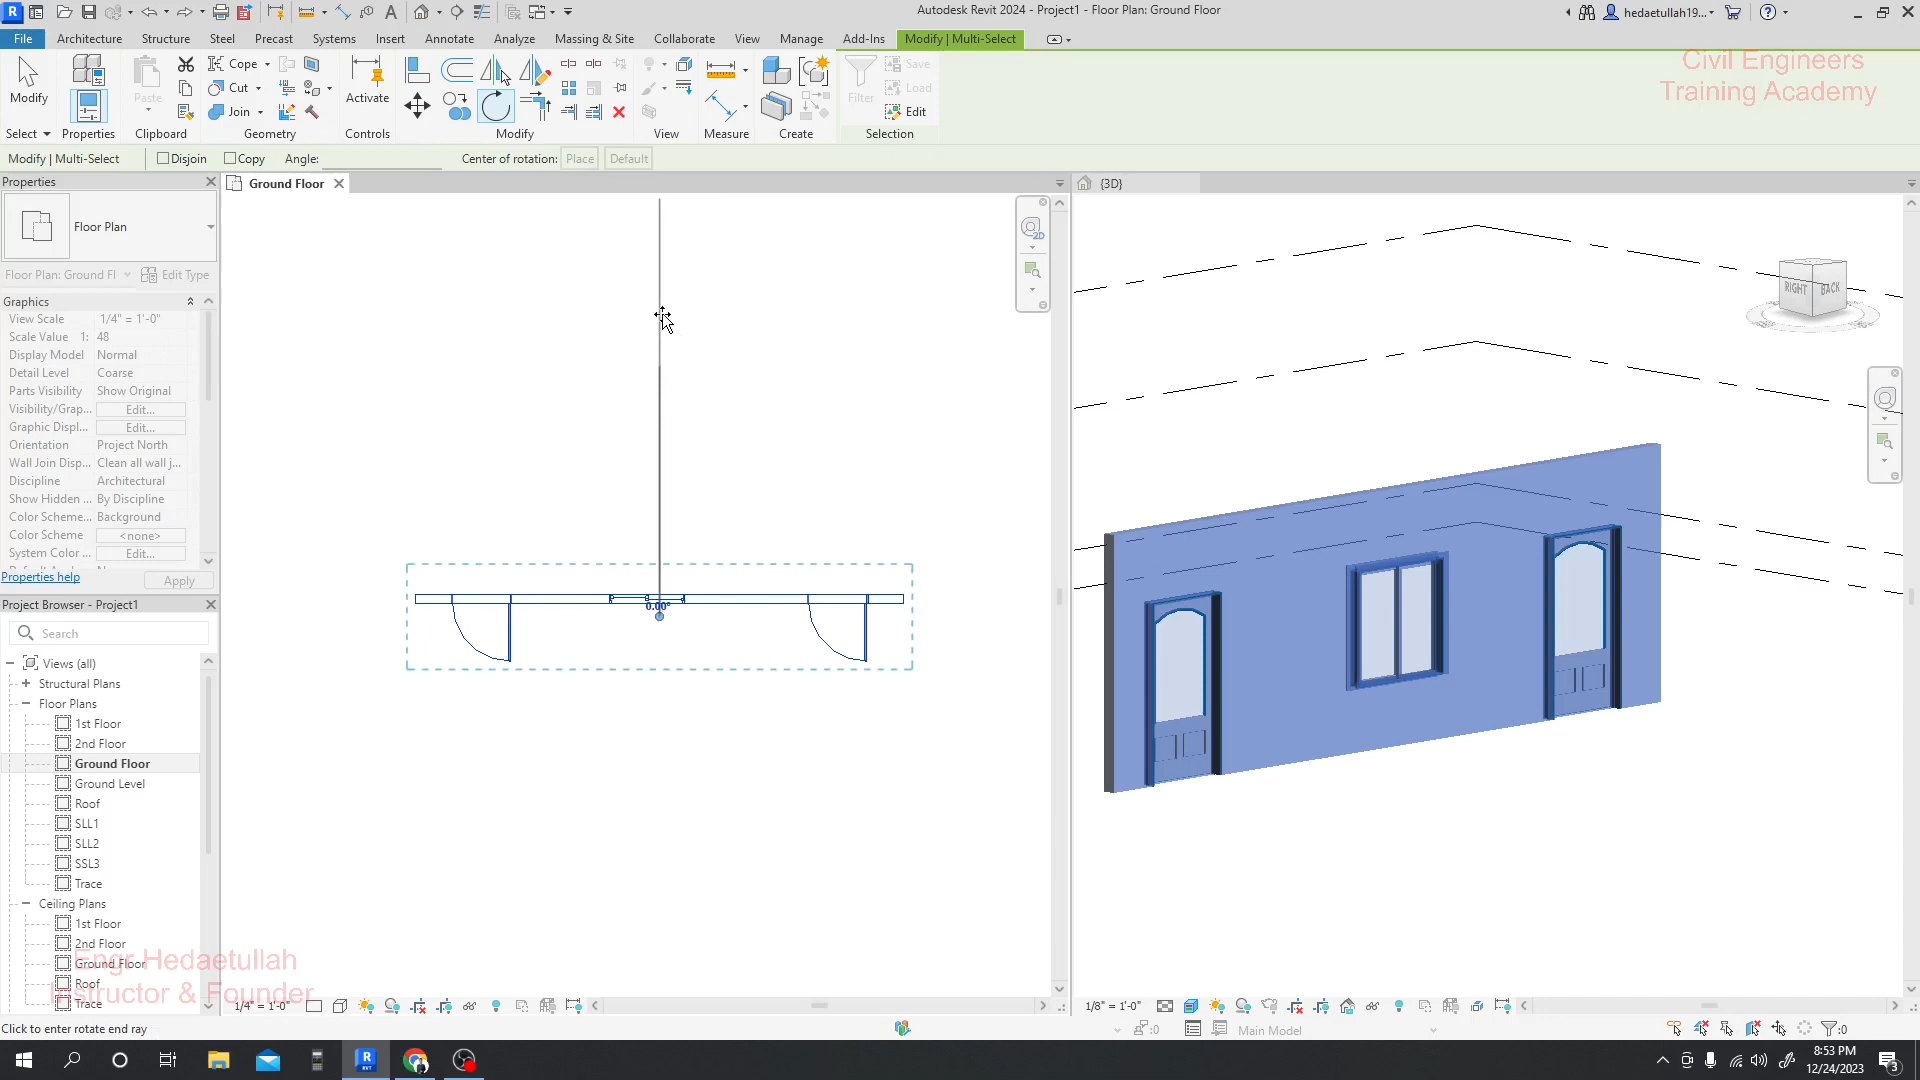 Autodesk Revit 2024 - Project1 - Floor Plan: Ground Floor
hedaetullah19...
File Architecture Structure Steel Precast Systems Insert Annotate Analyze Massing & Site Collaborate View Manage Add-Ins Modify | Multi-Select
Civil Engineers
Training Academy
Modify
Paste
Cope
Cut
Join
Activate
Filter
Save
Load
Edit
Select Properties Clipboard Geometry Controls Modify View Measure Create Selection
Modify | Multi-Select Disjoin Copy Angle: Center of rotation: Place Default
Properties
Floor Plan
Floor Plan: Ground Fl Edit Type
Graphics
View Scale 1/4" = 1'-0"
Scale Value 1: 48
Display Model Normal
Detail Level Coarse
Parts Visibility Show Original
Visibility/Grap... Edit...
Graphic Displ... Edit...
Orientation Project North
Wall Join Disp... Clean all wall j...
Discipline Architectural
Show Hidden ... By Discipline
Color Scheme... Background
Color Scheme <none>
System Color ... Edit...
Properties help Apply
Project Browser - Project1
Search
Views (all)
Structural Plans
Floor Plans
1st Floor
2nd Floor
Ground Floor
Ground Level
Roof
SLL1
SLL2
SSL3
Trace
Ceiling Plans
1st Floor
2nd Floor
Ground Floor
Roof
Trace
Engr Hedaetullah
Instructor & Founder
Ground Floor
2D
0.00°
{3D}
RIGHT BACK
1/4" = 1'-0"
1/8" = 1'-0"
Click to enter rotate end ray
:0
Main Model
:0
8:53 PM
12/24/2023
3